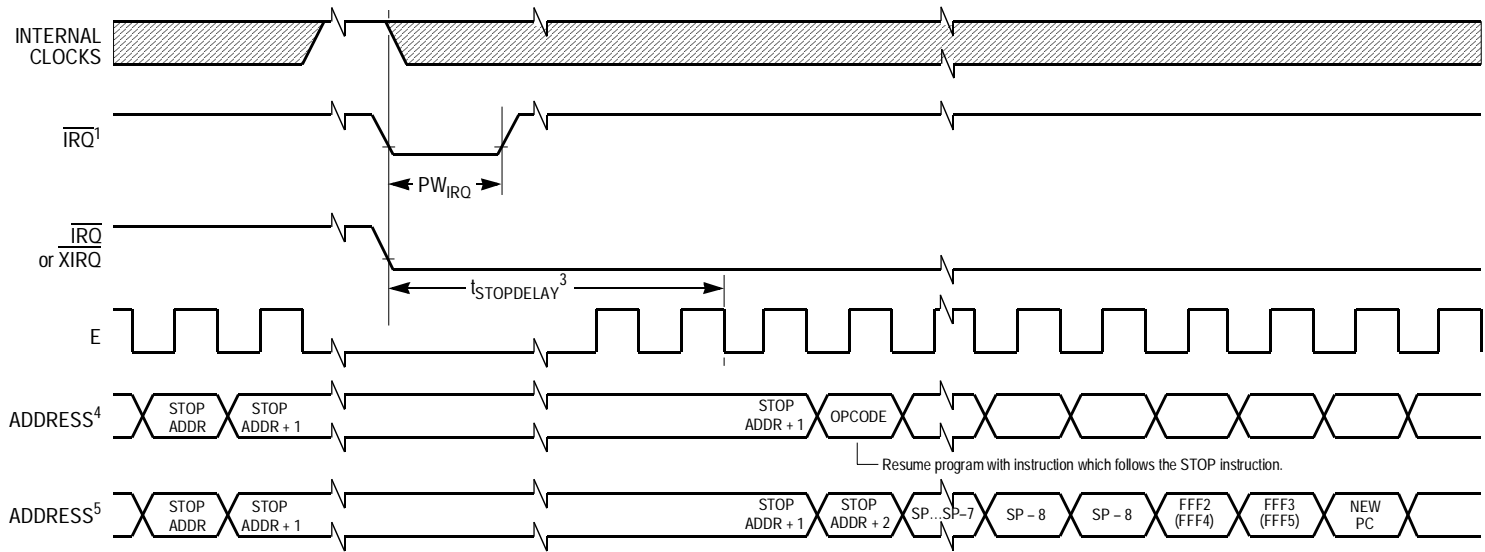 INTERNAL
CLOCKS
IRQ1
PWIRQ
IRQ
or XIRQ
tSTOPDELAY3
E
ADDRESS4
STOP
ADDR
STOP
ADDR + 1
STOP
ADDR + 1
OPCODE
Resume program with instruction which follows the STOP instruction.
ADDRESS5
STOP
ADDR
STOP
ADDR + 1
STOP
ADDR + 1
STOP
ADDR + 2
SP...SP–7
SP – 8
SP – 8
FFF2
(FFF4)
FFF3
(FFF5)
NEW
PC